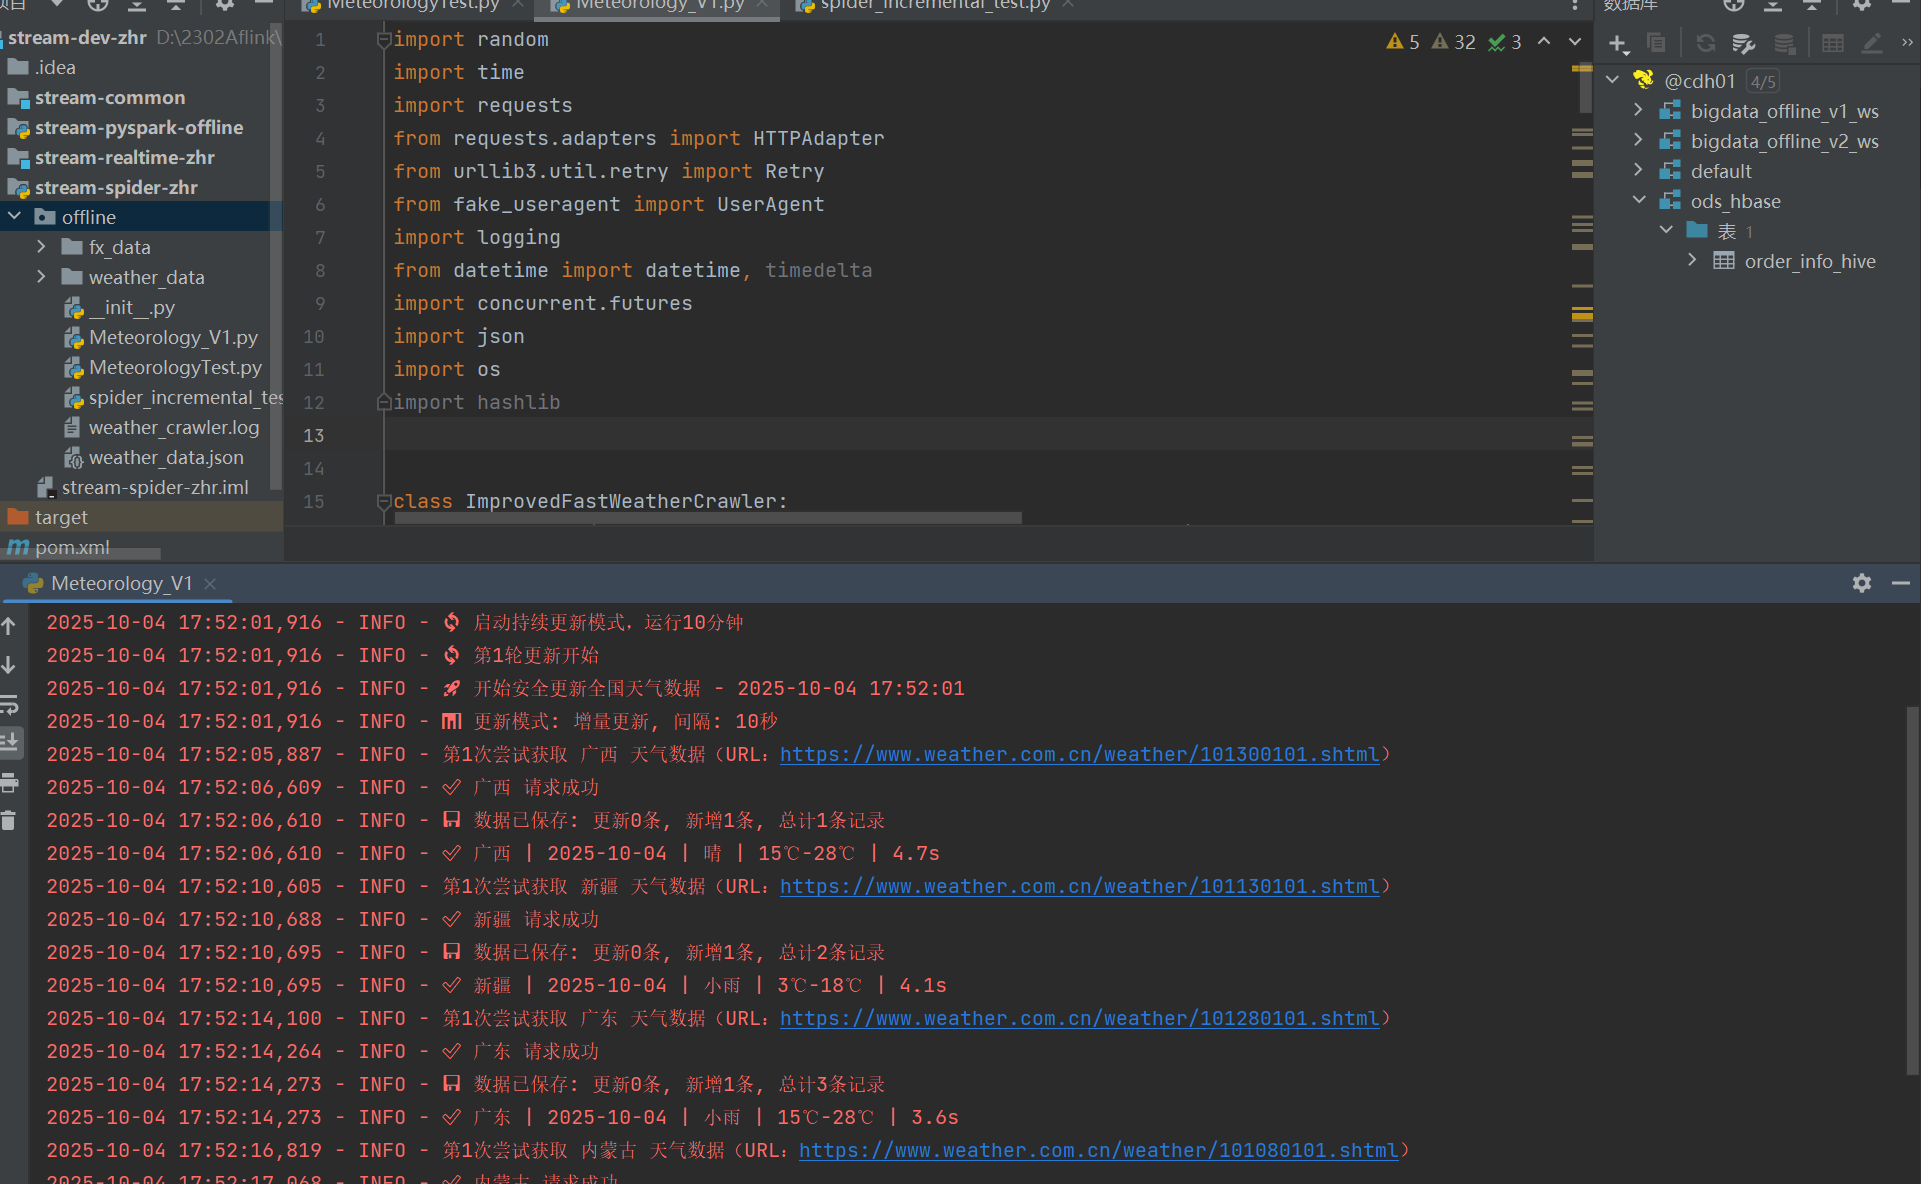 项目
stream-dev-zhr D:\2302Aflink\
.idea
stream-common
stream-pyspark-offline
stream-realtime-zhr
stream-spider-zhr
offline
fx_data
weather_data
__init__.py
Meteorology_V1.py
MeteorologyTest.py
spider_incremental_tes
weather_crawler.log
weather_data.json
stream-spider-zhr.iml
target
pom.xml
MeteorologyTest.py
Meteorology_V1.py
spider_incremental_test.py
5 32 3
1 import random
2 import time
3 import requests
4 from requests.adapters import HTTPAdapter
5 from urllib3.util.retry import Retry
6 from fake_useragent import UserAgent
7 import logging
8 from datetime import datetime, timedelta
9 import concurrent.futures
10 import json
11 import os
12 import hashlib
13
14
15 class ImprovedFastWeatherCrawler:
数据库
@cdh01 4/5
bigdata_offline_v1_ws
bigdata_offline_v2_ws
default
ods_hbase
表 1
order_info_hive
Meteorology_V1
2025-10-04 17:52:01,916 - INFO - 🔄 启动持续更新模式，运行10分钟
2025-10-04 17:52:01,916 - INFO - 🔄 第1轮更新开始
2025-10-04 17:52:01,916 - INFO - 🚀 开始安全更新全国天气数据 - 2025-10-04 17:52:01
2025-10-04 17:52:01,916 - INFO - 📊 更新模式: 增量更新, 间隔: 10秒
2025-10-04 17:52:05,887 - INFO - 第1次尝试获取 广西 天气数据（URL: https://www.weather.com.cn/weather/101300101.shtml）
2025-10-04 17:52:06,609 - INFO - ✅ 广西 请求成功
2025-10-04 17:52:06,610 - INFO - 💾 数据已保存: 更新0条, 新增1条, 总计1条记录
2025-10-04 17:52:06,610 - INFO - ✅ 广西 | 2025-10-04 | 晴 | 15℃-28℃ | 4.7s
2025-10-04 17:52:10,605 - INFO - 第1次尝试获取 新疆 天气数据（URL: https://www.weather.com.cn/weather/101130101.shtml）
2025-10-04 17:52:10,688 - INFO - ✅ 新疆 请求成功
2025-10-04 17:52:10,695 - INFO - 💾 数据已保存: 更新0条, 新增1条, 总计2条记录
2025-10-04 17:52:10,695 - INFO - ✅ 新疆 | 2025-10-04 | 小雨 | 3℃-18℃ | 4.1s
2025-10-04 17:52:14,100 - INFO - 第1次尝试获取 广东 天气数据（URL: https://www.weather.com.cn/weather/101280101.shtml）
2025-10-04 17:52:14,264 - INFO - ✅ 广东 请求成功
2025-10-04 17:52:14,273 - INFO - 💾 数据已保存: 更新0条, 新增1条, 总计3条记录
2025-10-04 17:52:14,273 - INFO - ✅ 广东 | 2025-10-04 | 小雨 | 15℃-28℃ | 3.6s
2025-10-04 17:52:16,819 - INFO - 第1次尝试获取 内蒙古 天气数据（URL: https://www.weather.com.cn/weather/101080101.shtml）
2025-10-04 17:52:17,068 - INFO - ✅ 内蒙古 请求成功